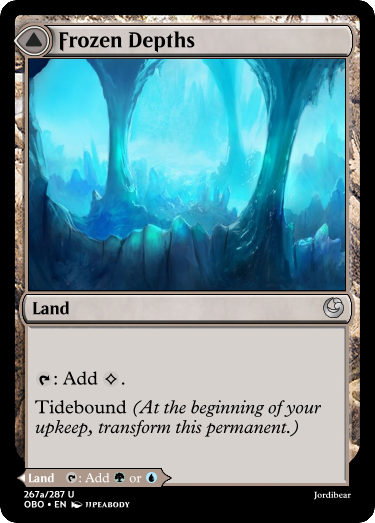 Frozen Depths
Land
: Add .
Tidebound (At the beginning of your
upkeep, transform this permanent.)
Land : Add or
267a/287 U
OBO • EN JJPEABODY
Jordibear